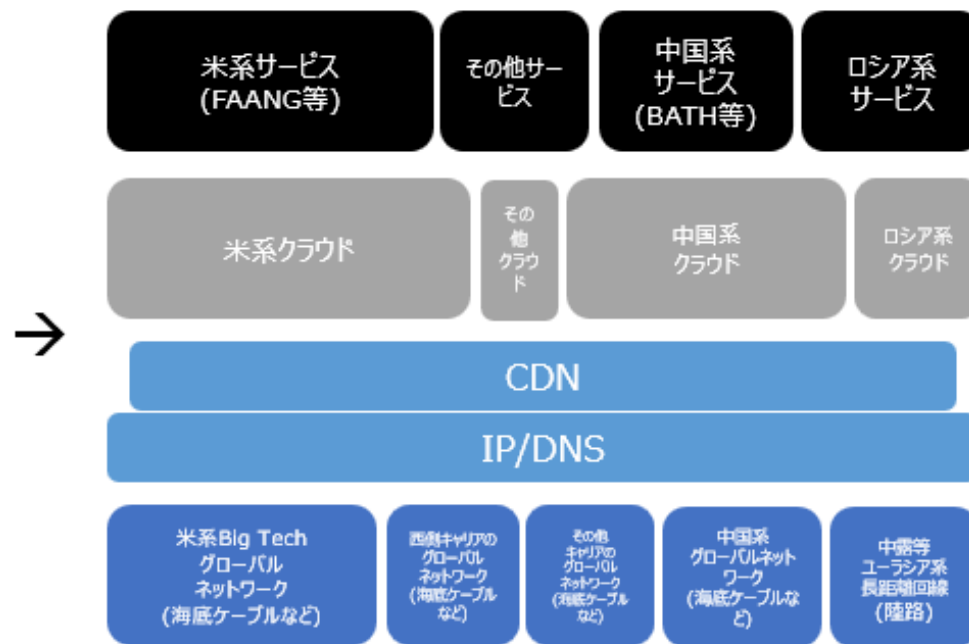 米系サービス
(FAANG等)
その他サー
ビス
中国系
サービス
(BATH等)
ロシア系
サービス
米系クラウド
その
他
クラウ
ド
中国系
クラウド
ロシア系
クラウド
→
CDN
IP/DNS
米系Big Tech
グローバル
ネットワーク
(海底ケーブルなど)
西側キャリアの
グローバル
ネットワーク
(海底ケーブル
など)
その他
キャリアの
グローバル
ネットワーク
(海底ケーブル
など)
中国系
グローバルネット
ワーク
(海底ケーブルな
ど)
中露等
ユーラシア系
長距離回線
(陸路)